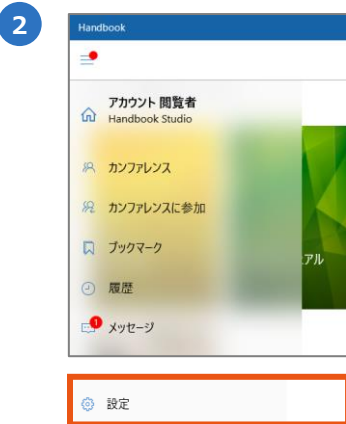 2
Handbook
アカウント 閲覧者
Handbook Studio
カンファレンス
カンファレンスに参加
ュアル
ブックマーク
履歴
1
メッセージ
設定